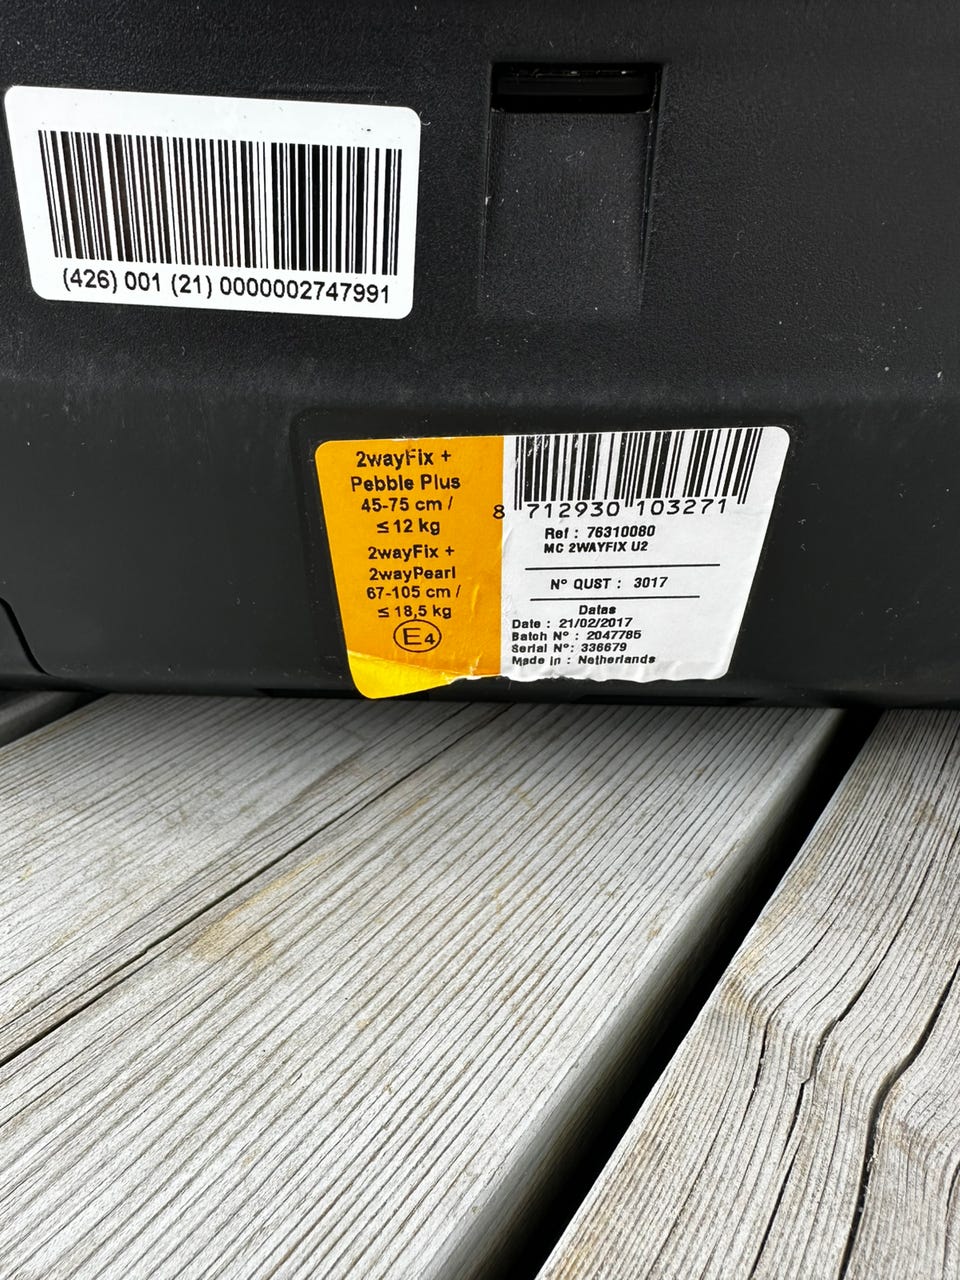 (426) 001 (21) 0000002747991
2wayFix +
Pebble Plus
45-75 cm /
≤ 12 kg
2wayFix +
2wayPearl
67-105 cm /
≤ 18,5 kg
E4
8 712930 103271
Ref : 76310080
MC 2WAYFIX U2
N° QUST : 3017
Datas
Date : 21/02/2017
Batch N° : 2047785
Serial N° : 336679
Made in : Netherlands